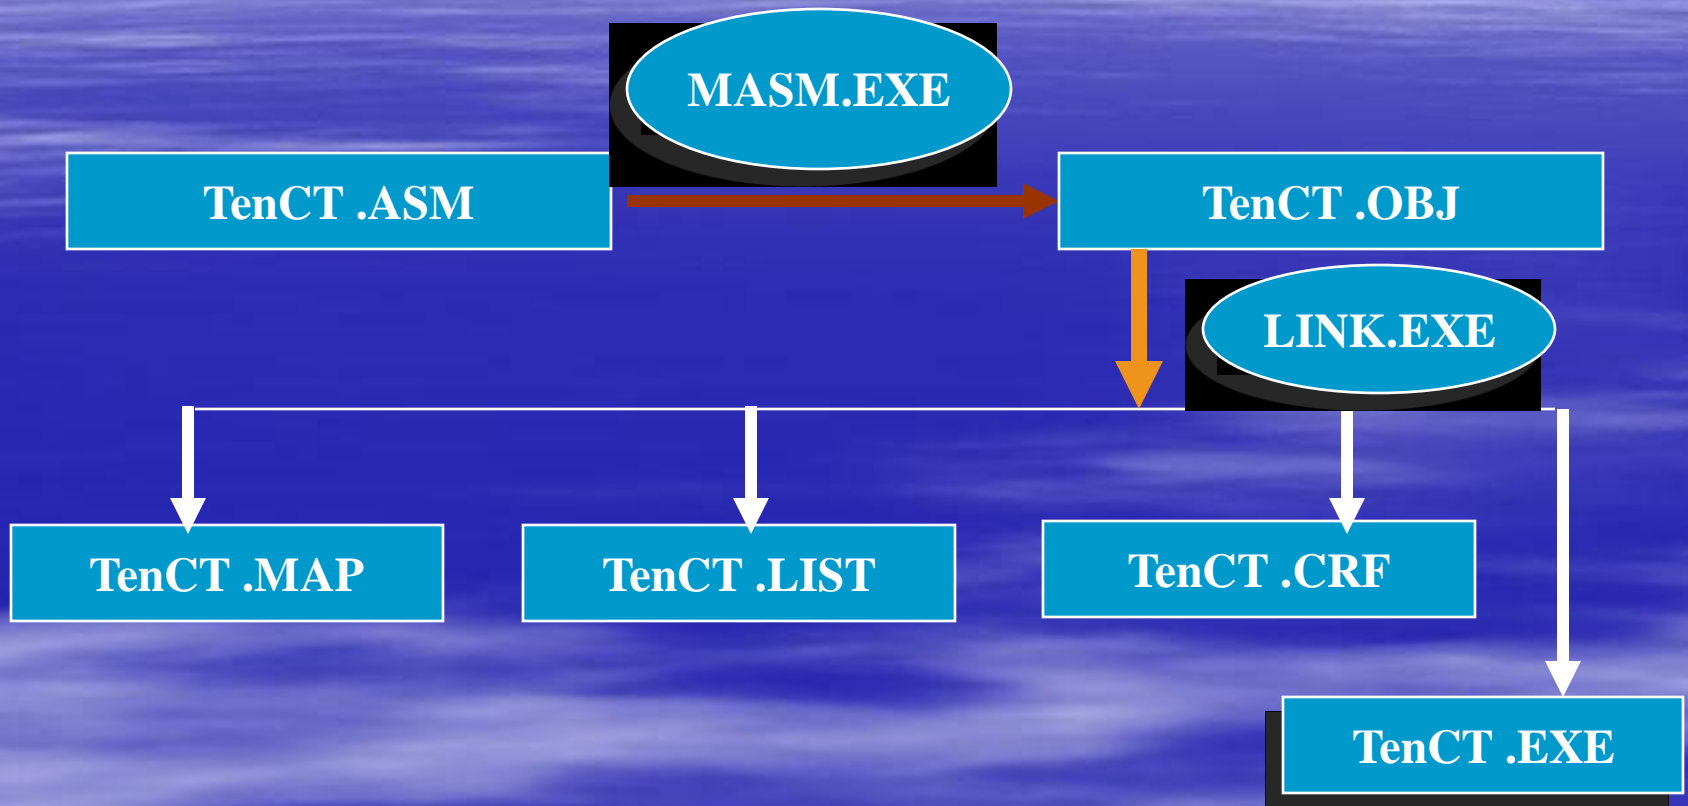 MASM.EXE
TenCT .ASM
TenCT .OBJ
LINK.EXE
TenCT .MAP
TenCT .LIST
TenCT .CRF
TenCT .EXE